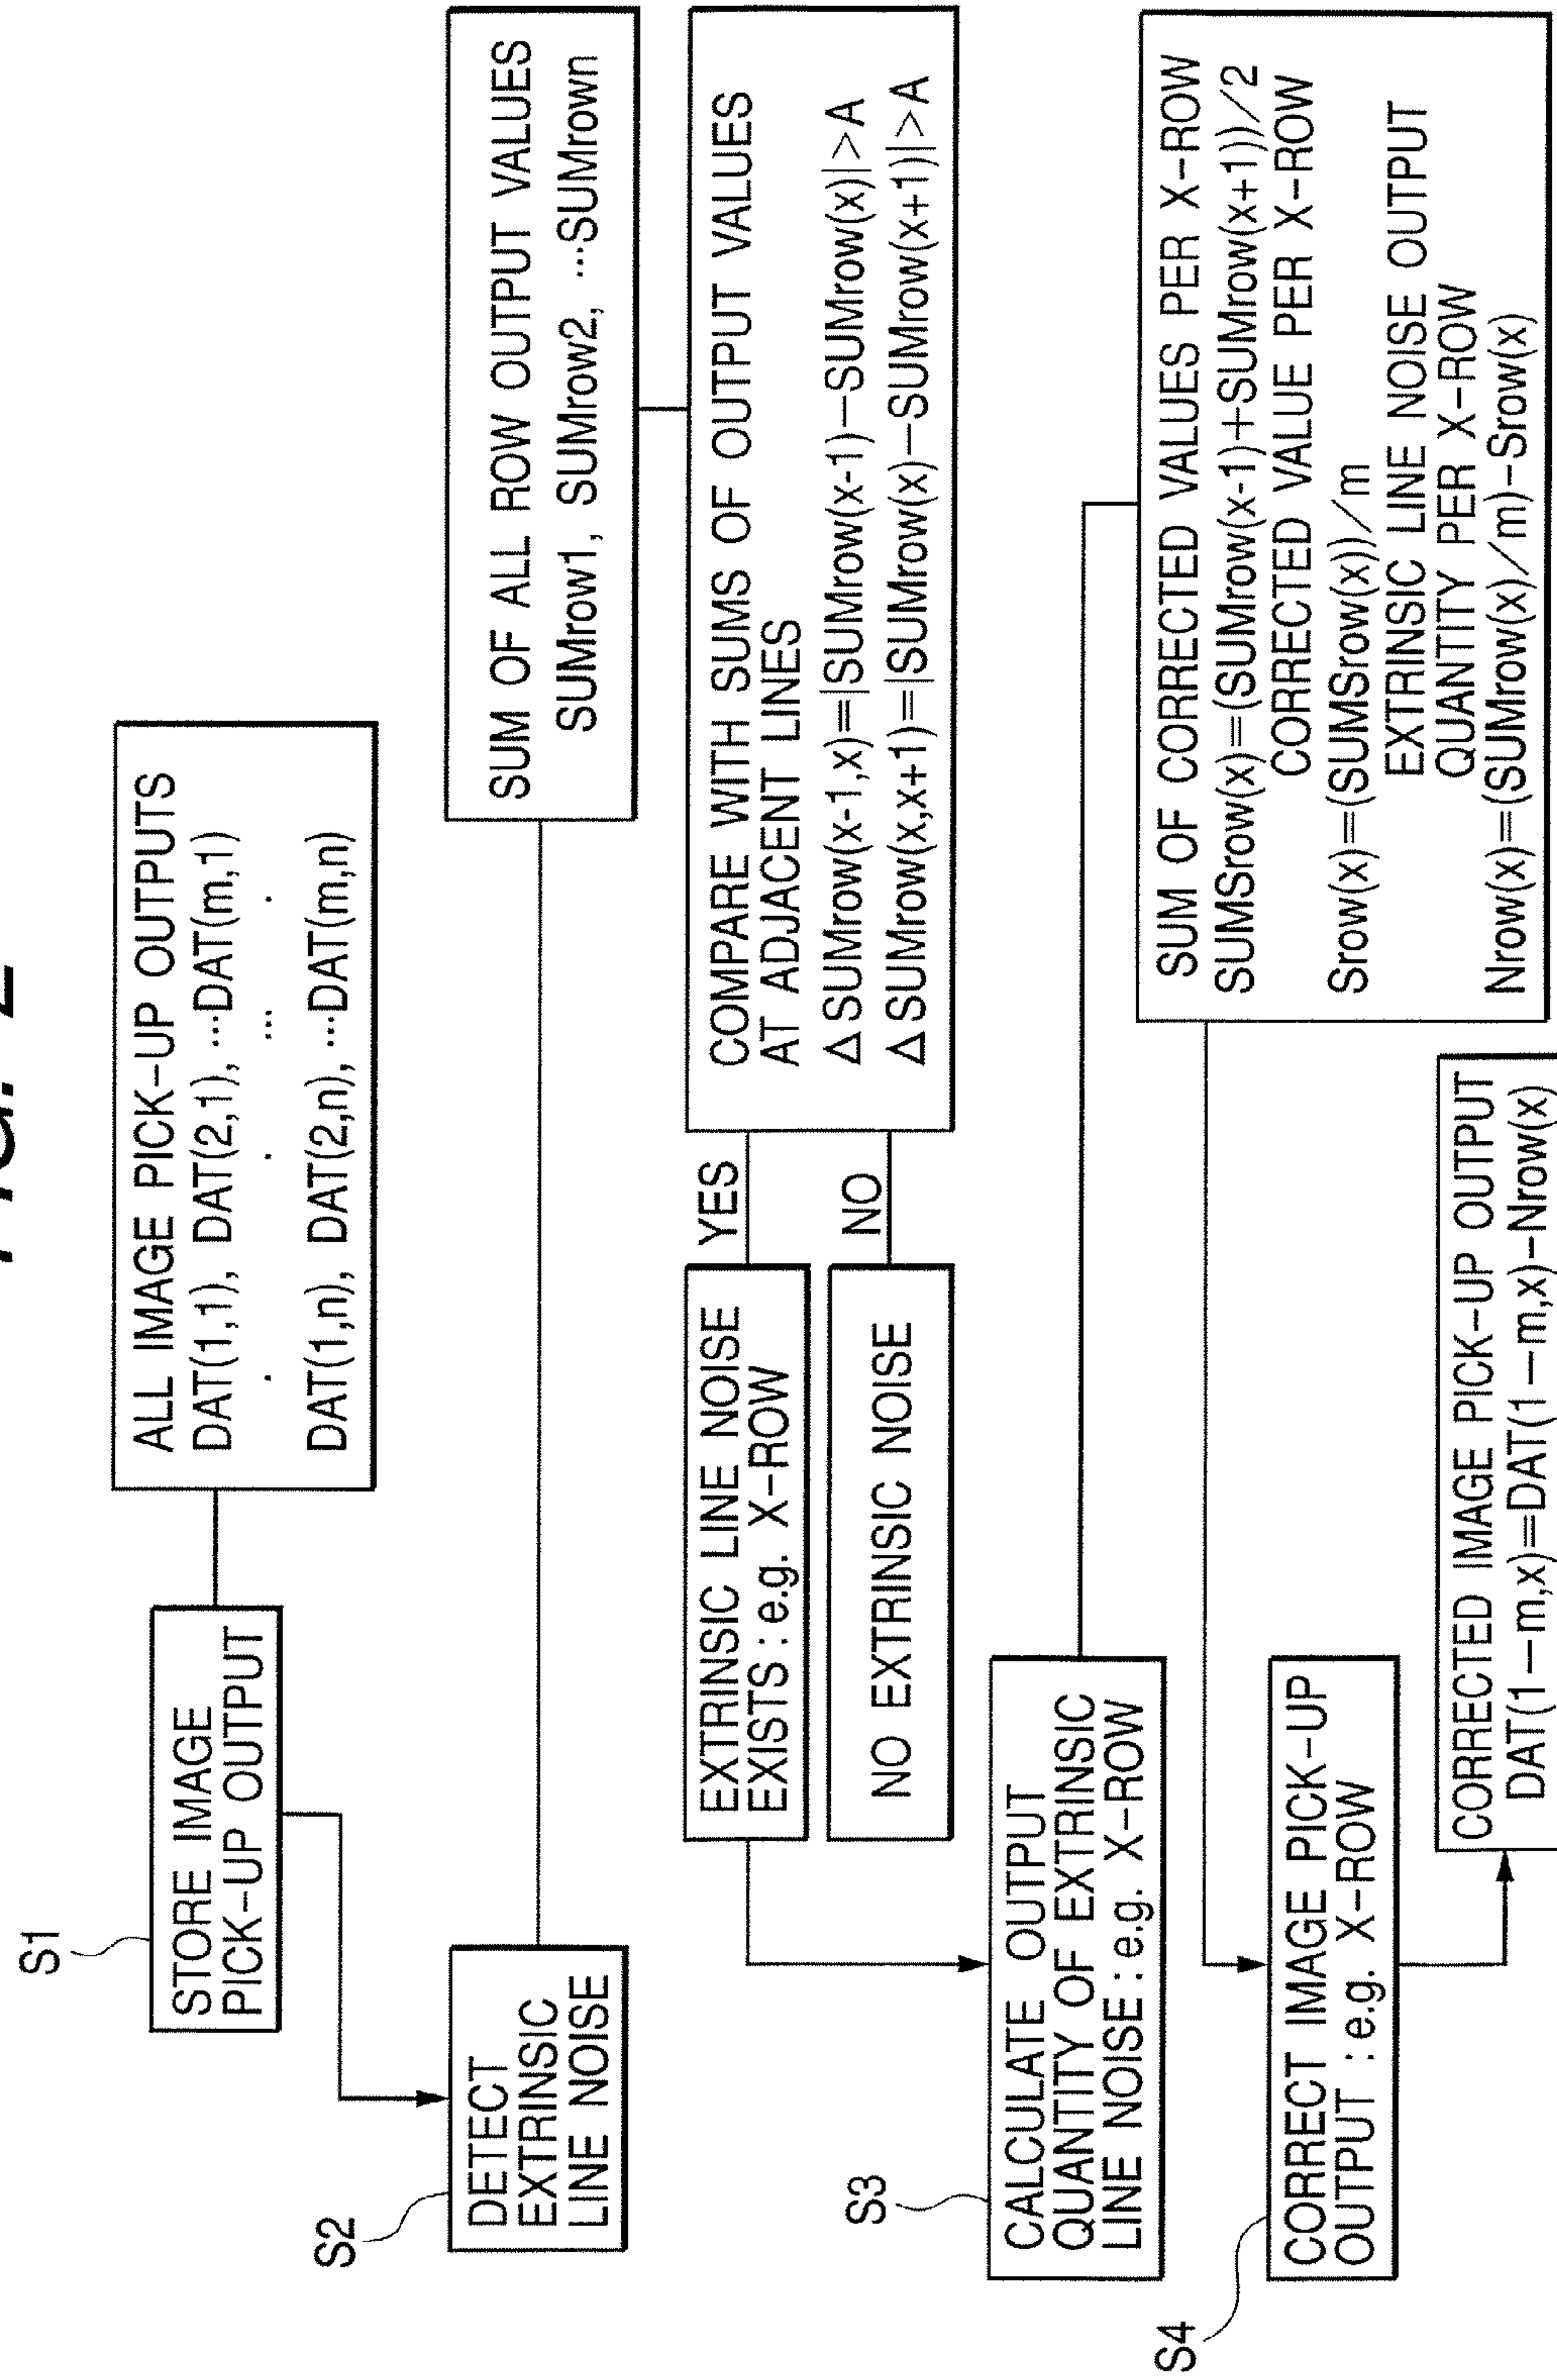 FIG. 2
S1
STORE IMAGE
PICK-UP OUTPUT
ALL IMAGE PICK-UP OUTPUTS
DAT(1,1), DAT(2,1), ···DAT(m,1)
. . ... .
DAT(1,n), DAT(2,n), ···DAT(m,n)
S2
DETECT
EXTRINSIC
LINE NOISE
SUM OF ALL ROW OUTPUT VALUES
SUMrow1, SUMrow2, ···SUMrown
COMPARE WITH SUMS OF OUTPUT VALUES
AT ADJACENT LINES
△SUMrow(x-1,x)=|SUMrow(x-1)−SUMrow(x)|>A
△SUMrow(x,x+1)=|SUMrow(x)−SUMrow(x+1)|>A
YES
NO
EXTRINSIC LINE NOISE
EXISTS : e.g. X-ROW
NO EXTRINSIC NOISE
S3
CALCULATE OUTPUT
QUANTITY OF EXTRINSIC
LINE NOISE : e.g. X-ROW
SUM OF CORRECTED VALUES PER X-ROW
SUMSrow(x)=(SUMrow(x-1)+SUMrow(x+1))/2
CORRECTED VALUE PER X-ROW
Srow(x)=(SUMSrow(x))/m
EXTRINSIC LINE NOISE OUTPUT
QUANTITY PER X-ROW
Nrow(x)=(SUMrow(x)/m)−Srow(x)
S4
CORRECT IMAGE PICK-UP
OUTPUT : e.g. X-ROW
CORRECTED IMAGE PICK-UP OUTPUT
DAT(1−m,x)=DAT(1−m,x)−Nrow(x)